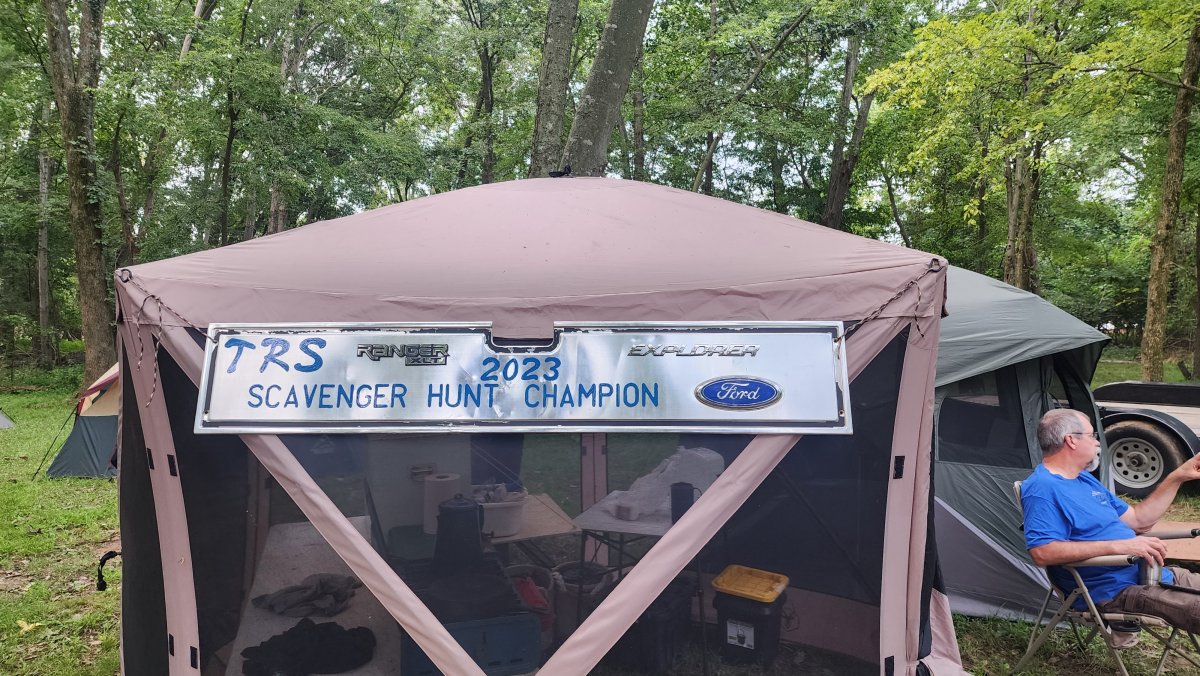 TRS RANGER XLT EXPLORER
2023
SCAVENGER HUNT CHAMPION Ford